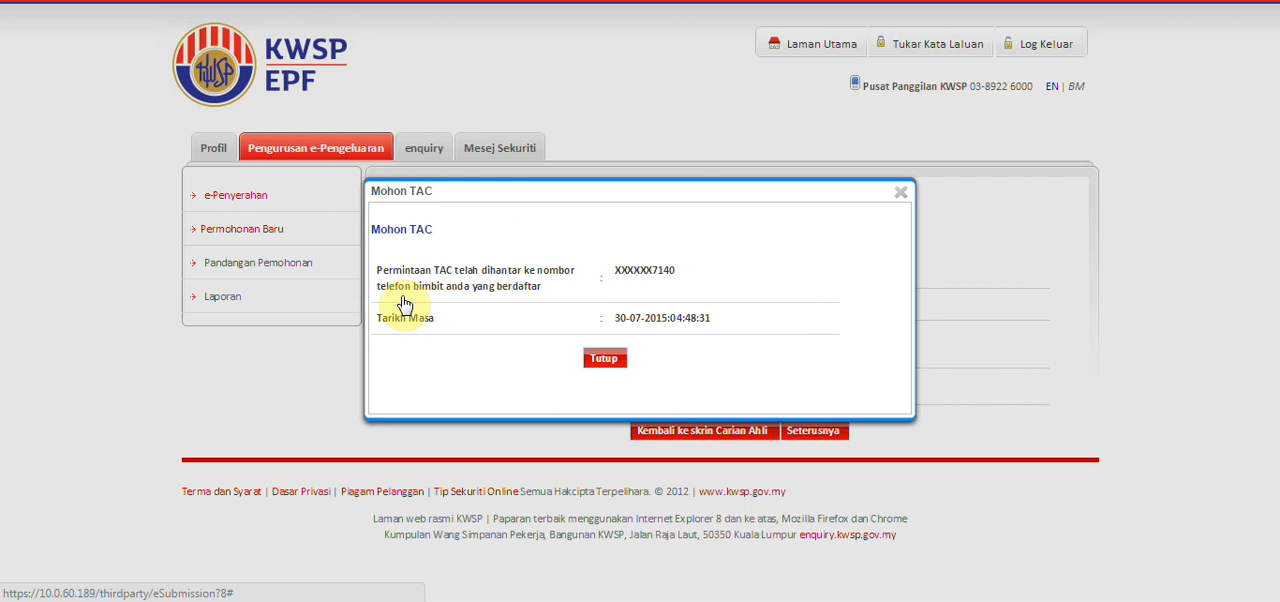 KWSP
EPF
Laman Utama
Tukar Kata Laluan
Log Keluar
Pusat Panggilan KWSP 03-8922 6000 EN | BM
Profil
Pengurusan e-Pengeluaran
enquiry
Mesej Sekuriti
e-Penyerahan
Permohonan Baru
Pandangan Pemohonan
Laporan
Mohon TAC
Mohon TAC
Permintaan TAC telah dihantar ke nombor
telefon bimbit anda yang berdaftar
: XXXXXX7140
Tarikh Masa : 30-07-2015:04:48:31
Tutup
Kembali ke skrin Carian Ahli
Seterusnya
Terma dan Syarat | Dasar Privasi | Piagam Pelanggan | Tip Sekuriti Online Semua Hakcipta Terpelihara. © 2012 | www.kwsp.gov.my
Laman web rasmi KWSP | Paparan terbaik menggunakan Internet Explorer 8 dan ke atas, Mozilla Firefox dan Chrome
Kumpulan Wang Simpanan Pekerja, Bangunan KWSP, Jalan Raja Laut, 50350 Kuala Lumpur enquiry.kwsp.gov.my
https://10.0.60.189/thirdparty/eSubmission?8#